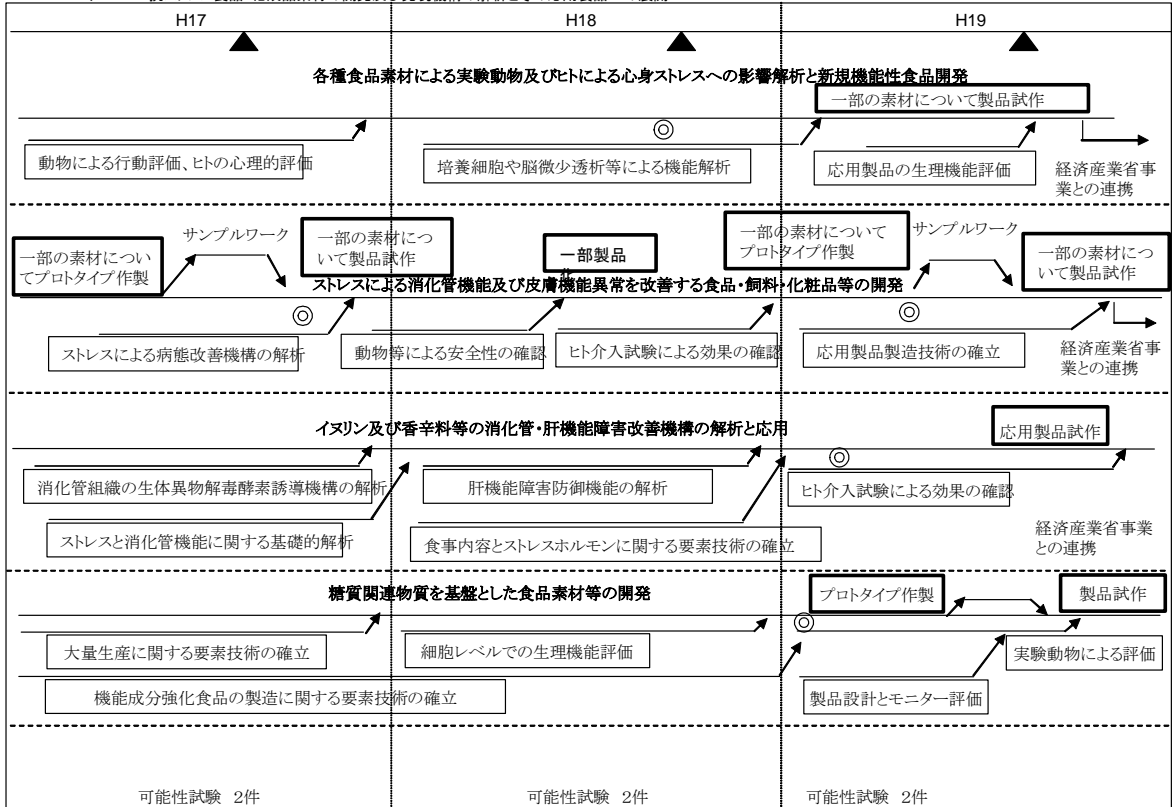 H17
H18
H19
各種食品素材による実験動物及びヒトによる心身ストレスへの影響解析と新規機能性食品開発
一部の素材について製品試作
動物による行動評価、ヒトの心理的評価
培養細胞や脳微少透析等による機能解析
応用製品の生理機能評価
経済産業省事
業との連携
一部の素材につい
てプロトタイプ作製
サンプルワーク
一部の素材につ
いて製品試作
一部製品
化
一部の素材について
プロトタイプ作製
サンプルワーク
一部の素材につ
いて製品試作
ストレスによる消化管機能及び皮膚機能異常を改善する食品・飼料・化粧品等の開発
ストレスによる病態改善機構の解析
動物等による安全性の確認
ヒト介入試験による効果の確認
応用製品製造技術の確立
経済産業省事
業との連携
イヌリン及び香辛料等の消化管・肝機能障害改善機構の解析と応用
応用製品試作
消化管組織の生体異物解毒酵素誘導機構の解析
肝機能障害防御機能の解析
ヒト介入試験による効果の確認
ストレスと消化管機能に関する基礎的解析
食事内容とストレスホルモンに関する要素技術の確立
経済産業省事業
との連携
糖質関連物質を基盤とした食品素材等の開発
プロトタイプ作製
製品試作
大量生産に関する要素技術の確立
細胞レベルでの生理機能評価
実験動物による評価
機能成分強化食品の製造に関する要素技術の確立
製品設計とモニター評価
可能性試験 2件
可能性試験 2件
可能性試験 2件